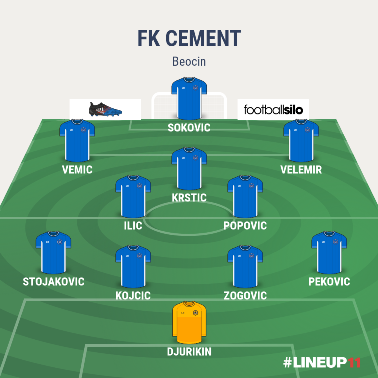 FK CEMENT
Beocin
footballsilo
SOKOVIC
VEMIC
VELEMIR
KRSTIC
ILIC
POPOVIC
STOJAKOVIC
KOJCIC
ZOGOVIC
PEKOVIC
DJURIKIN
#LINEUP11